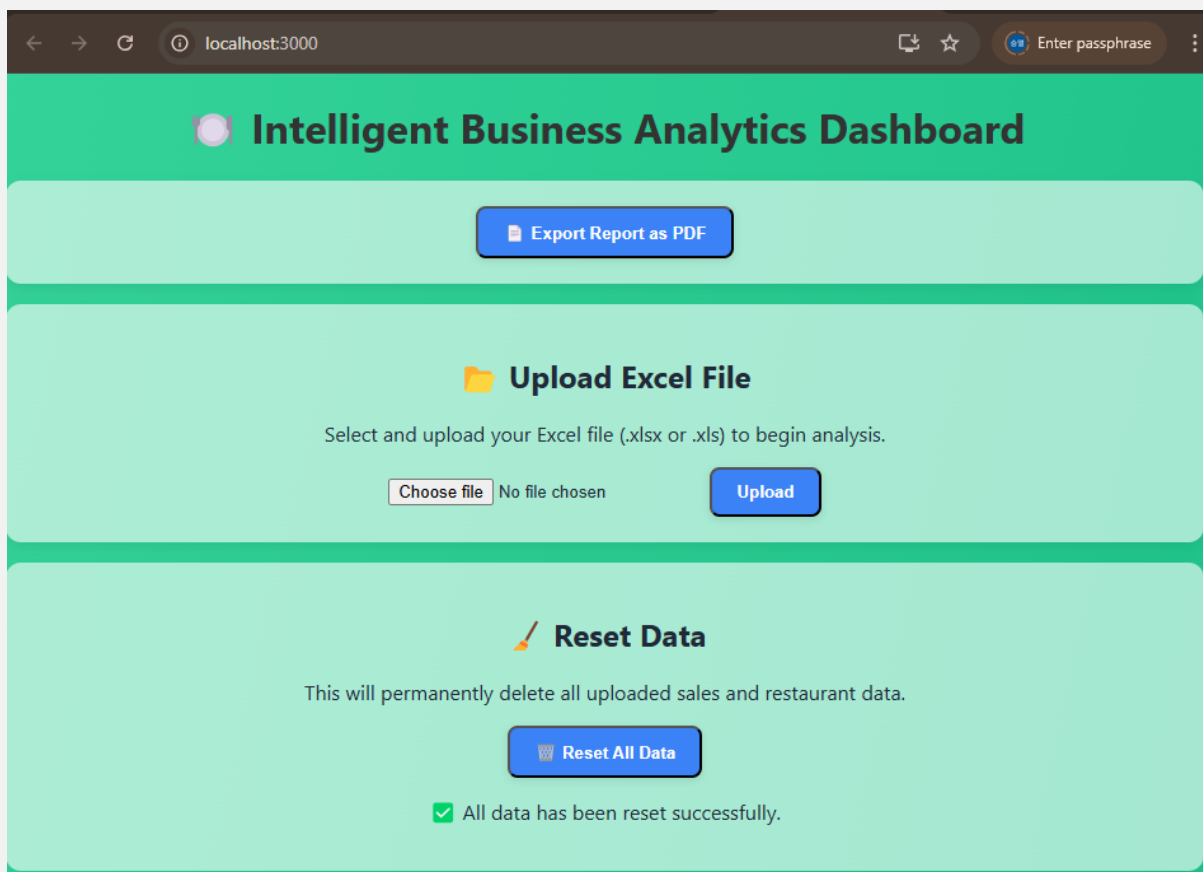 localhost:3000
Enter passphrase
Intelligent Business Analytics Dashboard
Export Report as PDF
Upload Excel File
Select and upload your Excel file (.xlsx or .xls) to begin analysis.
Choose file No file chosen Upload
Reset Data
This will permanently delete all uploaded sales and restaurant data.
Reset All Data
All data has been reset successfully.